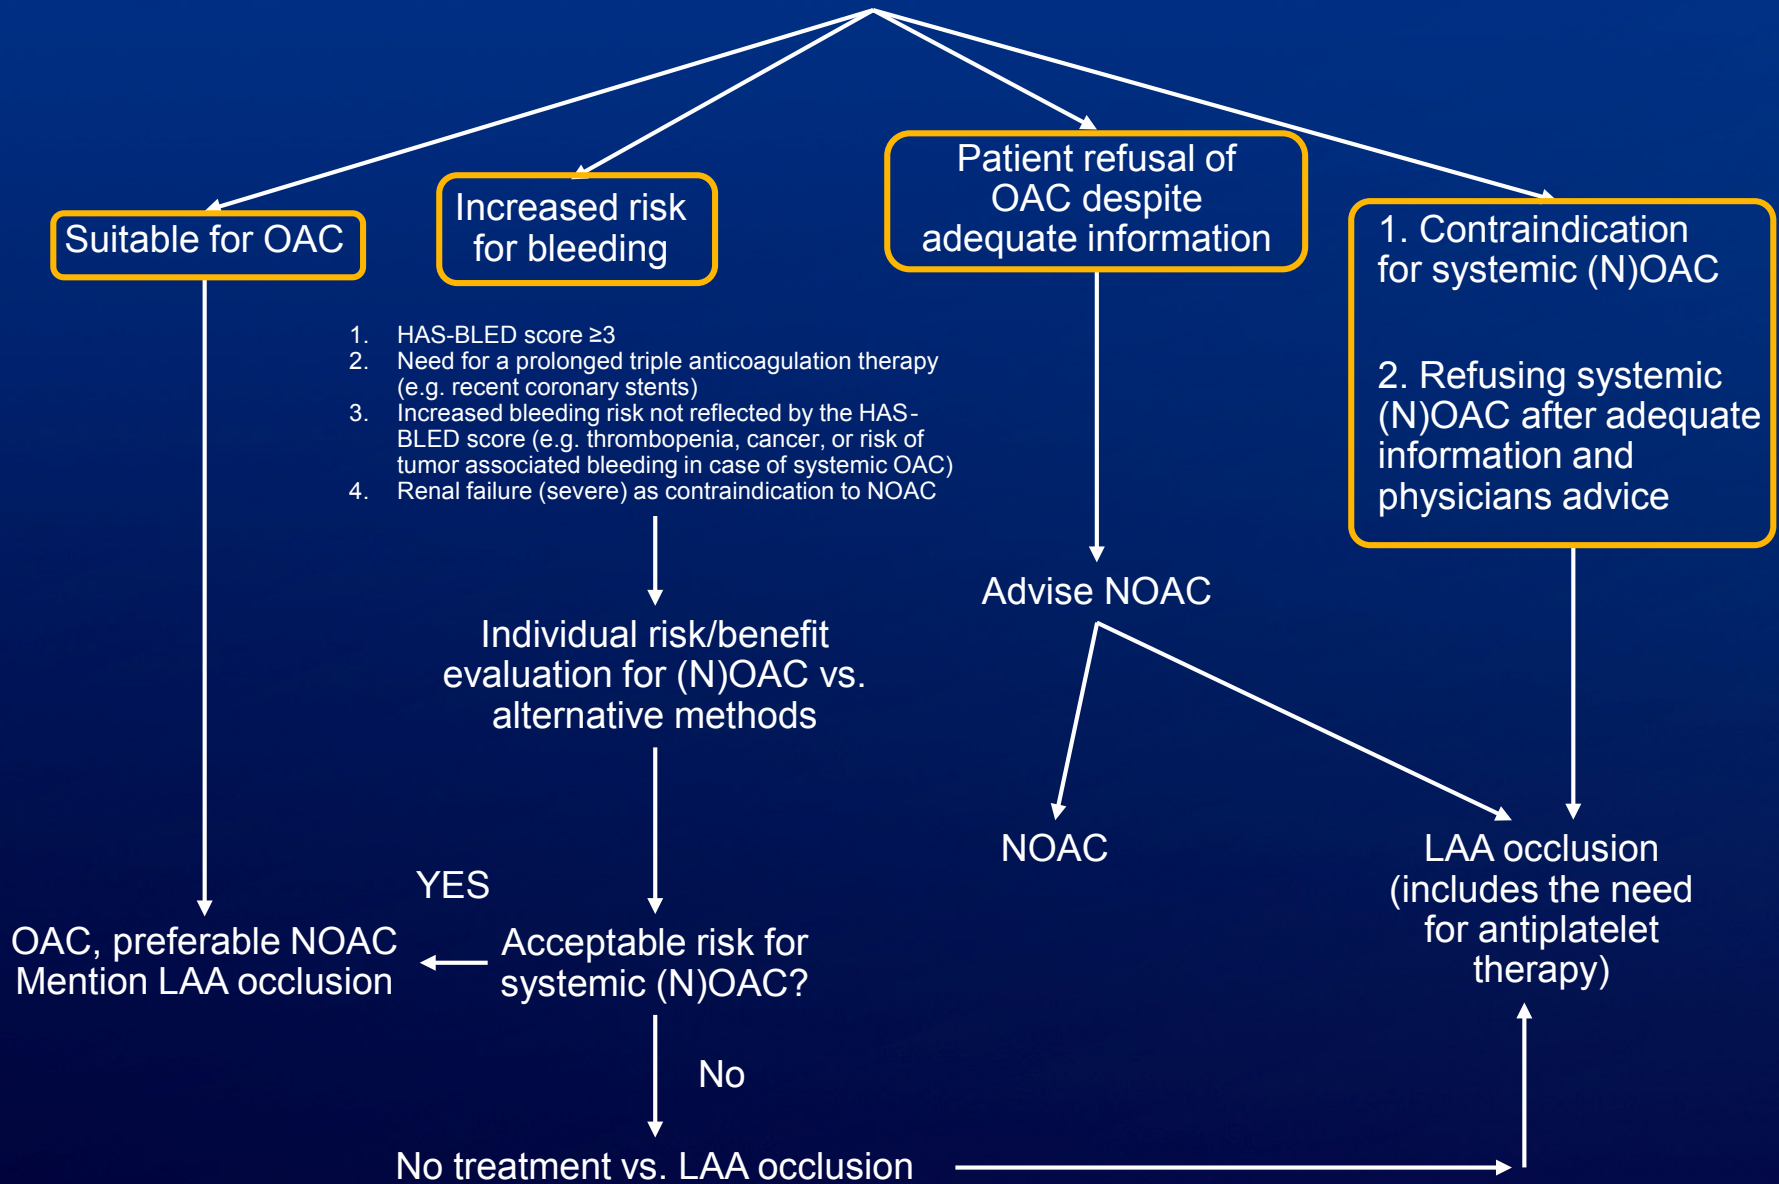 Suitable for OAC
Increased risk
for bleeding
Patient refusal of
OAC despite
adequate information
1. Contraindication
for systemic (N)OAC
2. Refusing systemic
(N)OAC after adequate
information and
physicians advice
1. HAS-BLED score ≥3
2. Need for a prolonged triple anticoagulation therapy
(e.g. recent coronary stents)
3. Increased bleeding risk not reflected by the HAS-
BLED score (e.g. thrombopenia, cancer, or risk of
tumor associated bleeding in case of systemic OAC)
4. Renal failure (severe) as contraindication to NOAC
Individual risk/benefit
evaluation for (N)OAC vs.
alternative methods
Advise NOAC
NOAC
LAA occlusion
(includes the need
for antiplatelet
therapy)
YES
OAC, preferable NOAC
Mention LAA occlusion
Acceptable risk for
systemic (N)OAC?
No
No treatment vs. LAA occlusion